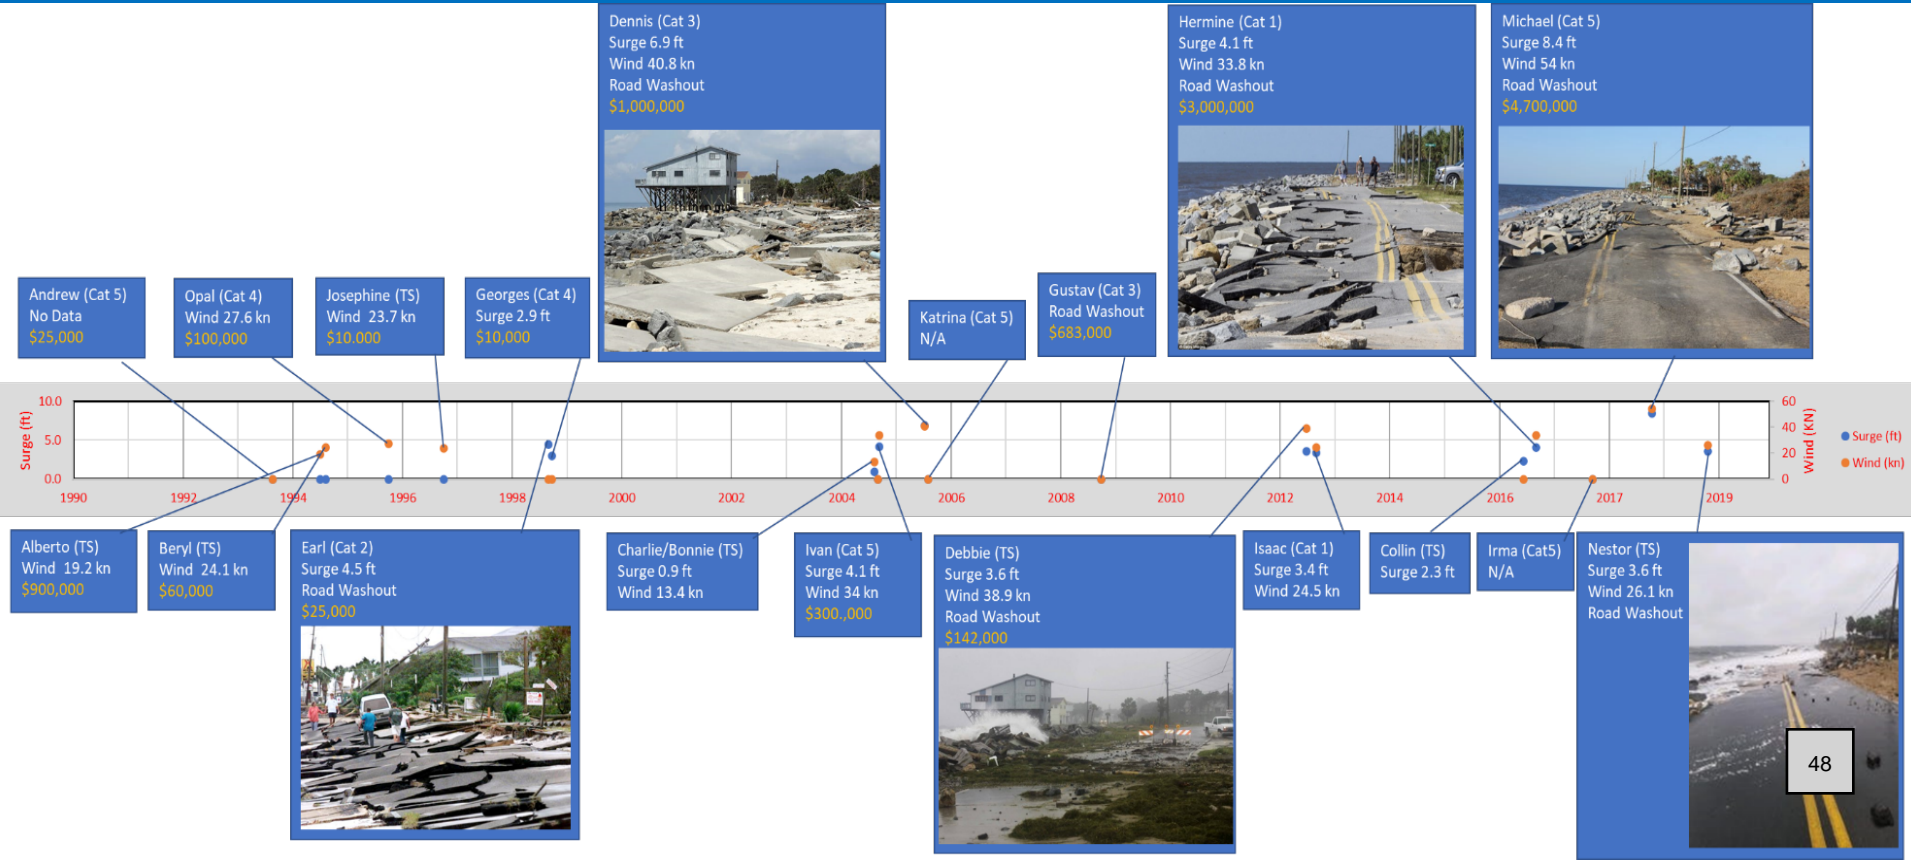 Dennis (Cat 3)
Surge 6.9 ft
Wind 40.8 kn
Road Washout
$1,000,000
Hermine (Cat 1)
Surge 4.1 ft
Wind 33.8 kn
Road Washout
$3,000,000
Michael (Cat 5)
Surge 8.4 ft
Wind 54 kn
Road Washout
$4,700,000
Andrew (Cat 5)
No Data
$25,000
Opal (Cat 4)
Wind 27.6 kn
$100,000
Josephine (TS)
Wind 23.7 kn
$10.000
Georges (Cat 4)
Surge 2.9 ft
$10,000
Katrina (Cat 5)
N/A
Gustav (Cat 3)
Road Washout
$683,000
Surge (ft)
10.0
5.0
0.0
1990
1992
1994
1996
1998
2000
2002
2004
2006
2008
2010
2012
2014
2016
2017
2019
60
40
20
0
Wind (KN)
Surge (ft)
Wind (kn)
Alberto (TS)
Wind 19.2 kn
$900,000
Beryl (TS)
Wind 24.1 kn
$60,000
Earl (Cat 2)
Surge 4.5 ft
Road Washout
$25,000
Charlie/Bonnie (TS)
Surge 0.9 ft
Wind 13.4 kn
Ivan (Cat 5)
Surge 4.1 ft
Wind 34 kn
$300.,000
Debbie (TS)
Surge 3.6 ft
Wind 38.9 kn
Road Washout
$142,000
Isaac (Cat 1)
Surge 3.4 ft
Wind 24.5 kn
Collin (TS)
Surge 2.3 ft
Irma (Cat5)
N/A
Nestor (TS)
Surge 3.6 ft
Wind 26.1 kn
Road Washout
48